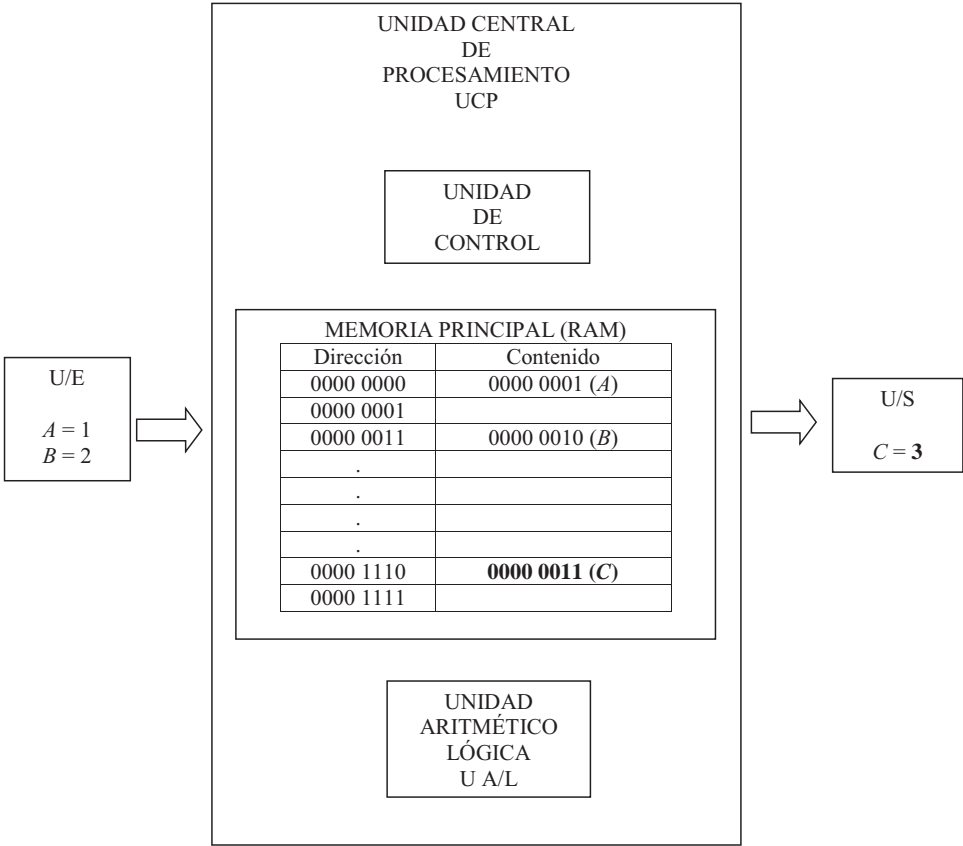 UNIDAD CENTRAL
DE
PROCESAMIENTO
UCP
UNIDAD
DE
CONTROL
U/E
A = 1
B = 2
MEMORIA PRINCIPAL (RAM)
Dirección Contenido
0000 0000 0000 0001 (A)
0000 0001
0000 0011 0000 0010 (B)
.
.
.
.
0000 1110 0000 0011 (C)
0000 1111
U/S
C = 3
UNIDAD
ARITMÉTICO
LÓGICA
U A/L